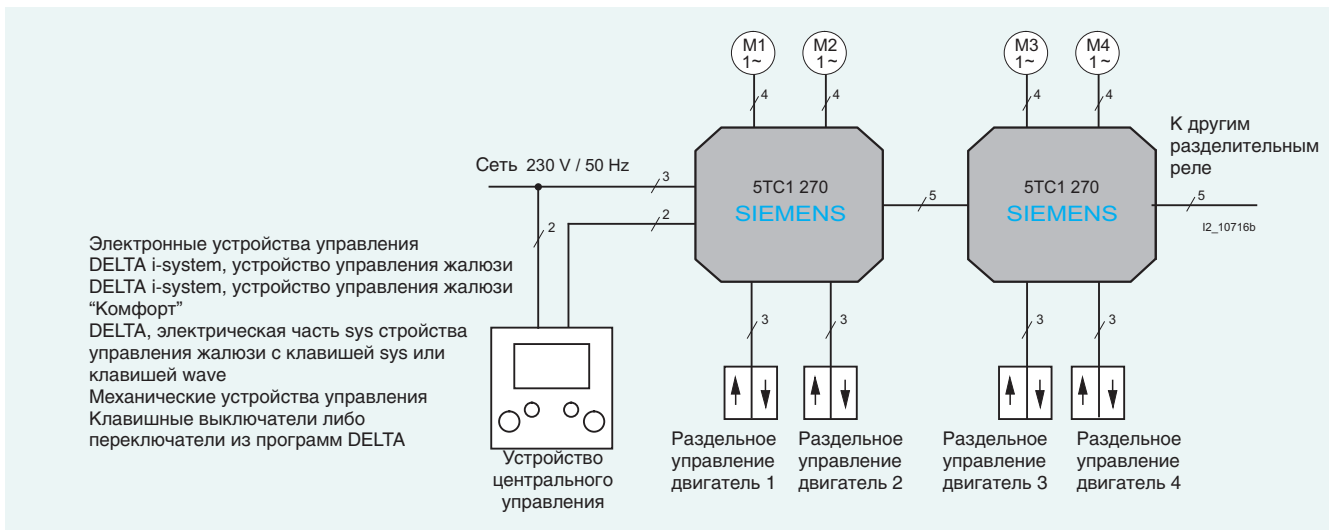 M1
1~
M2
1~
M3
1~
M4
1~
4
4
4
4
К другим
разделительным
реле
Сеть 230 V / 50 Hz
3
5TC1 270
SIEMENS
5TC1 270
SIEMENS
2
2
5
5
I2_10716b
Электронные устройства управления
DELTA i-system, устройство управления жалюзи
DELTA i-system, устройство управления жалюзи
“Комфорт”
DELTA, электрическая часть sys стройства
управления жалюзи с клавишей sys или
клавишей wave
Механические устройства управления
Клавишные выключатели либо
переключатели из программ DELTA
3
3
3
3
Устройство
центрального
управления
Раздельное
управление
двигатель 1
Раздельное
управление
двигатель 2
Раздельное
управление
двигатель 3
Раздельное
управление
двигатель 4